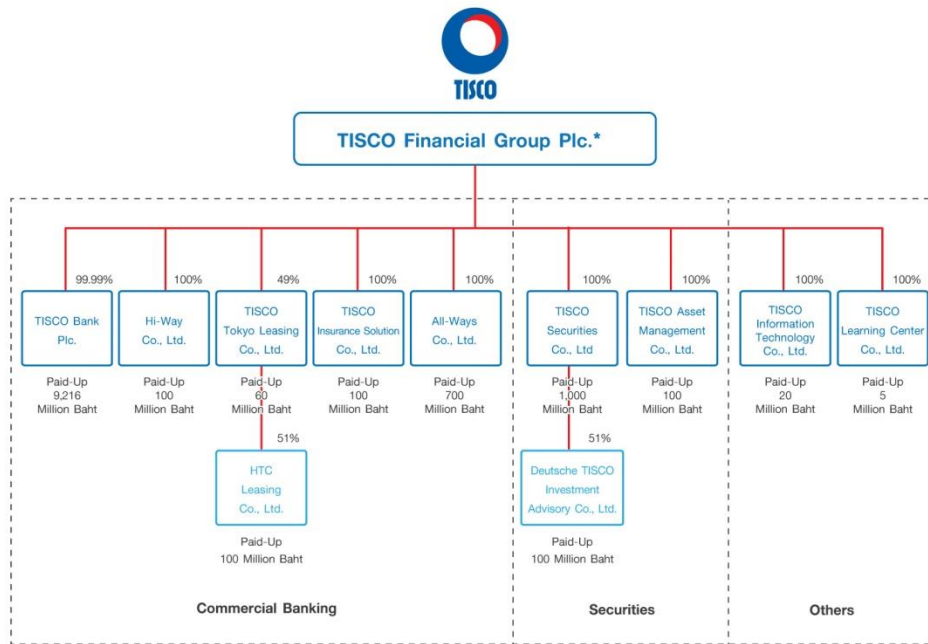 TISCO
TISCO Financial Group Plc.*
99.99%
TISCO Bank
Plc.
Paid-Up
9,216
Million Baht
100%
Hi-Way
Co., Ltd.
Paid-Up
100
Million Baht
49%
TISCO
Tokyo Leasing
Co., Ltd.
Paid-Up
60
Million Baht
51%
HTC
Leasing
Co., Ltd.
Paid-Up
100 Million Baht
100%
TISCO
Insurance Solution
Co., Ltd.
Paid-Up
100
Million Baht
100%
All-Ways
Co., Ltd.
Paid-Up
700
Million Baht
Commercial Banking
100%
TISCO
Securities
Co., Ltd
Paid-Up
1,000
Million Baht
51%
Deutsche TISCO
Investment
Advisory Co., Ltd.
Paid-Up
100 Million Baht
100%
TISCO Asset
Management
Co., Ltd.
Paid-Up
100
Million Baht
Securities
100%
TISCO
Information
Technology
Co., Ltd.
Paid-Up
20
Million Baht
100%
TISCO
Learning Center
Co., Ltd.
Paid-Up
5
Million Baht
Others